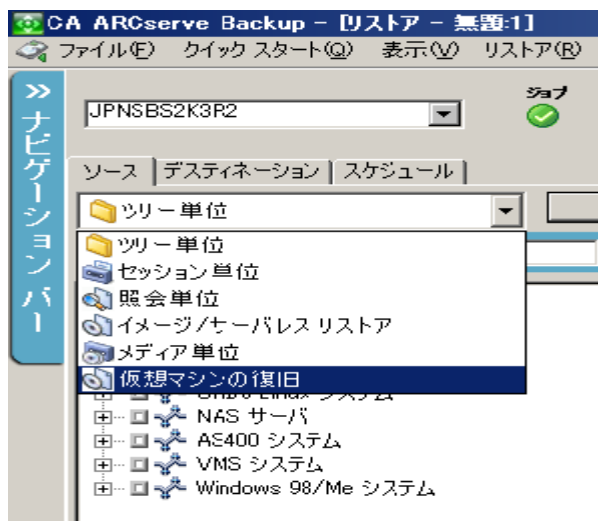 CA ARCserve Backup - [リストア - 無題:1]
ファイル(F) クイック スタート(Q) 表示(V) リストア(R)
ジョブ
JPNSBS2K3R2
ナビゲーション バー
ソース デスティネーション スケジュール
ツリー単位
ツリー単位
セッション単位
照会単位
イメージ/サーバレス リストア
メディア単位
仮想マシンの復旧
NAS サーバ
AS400 システム
VMS システム
Windows 98/Me システム